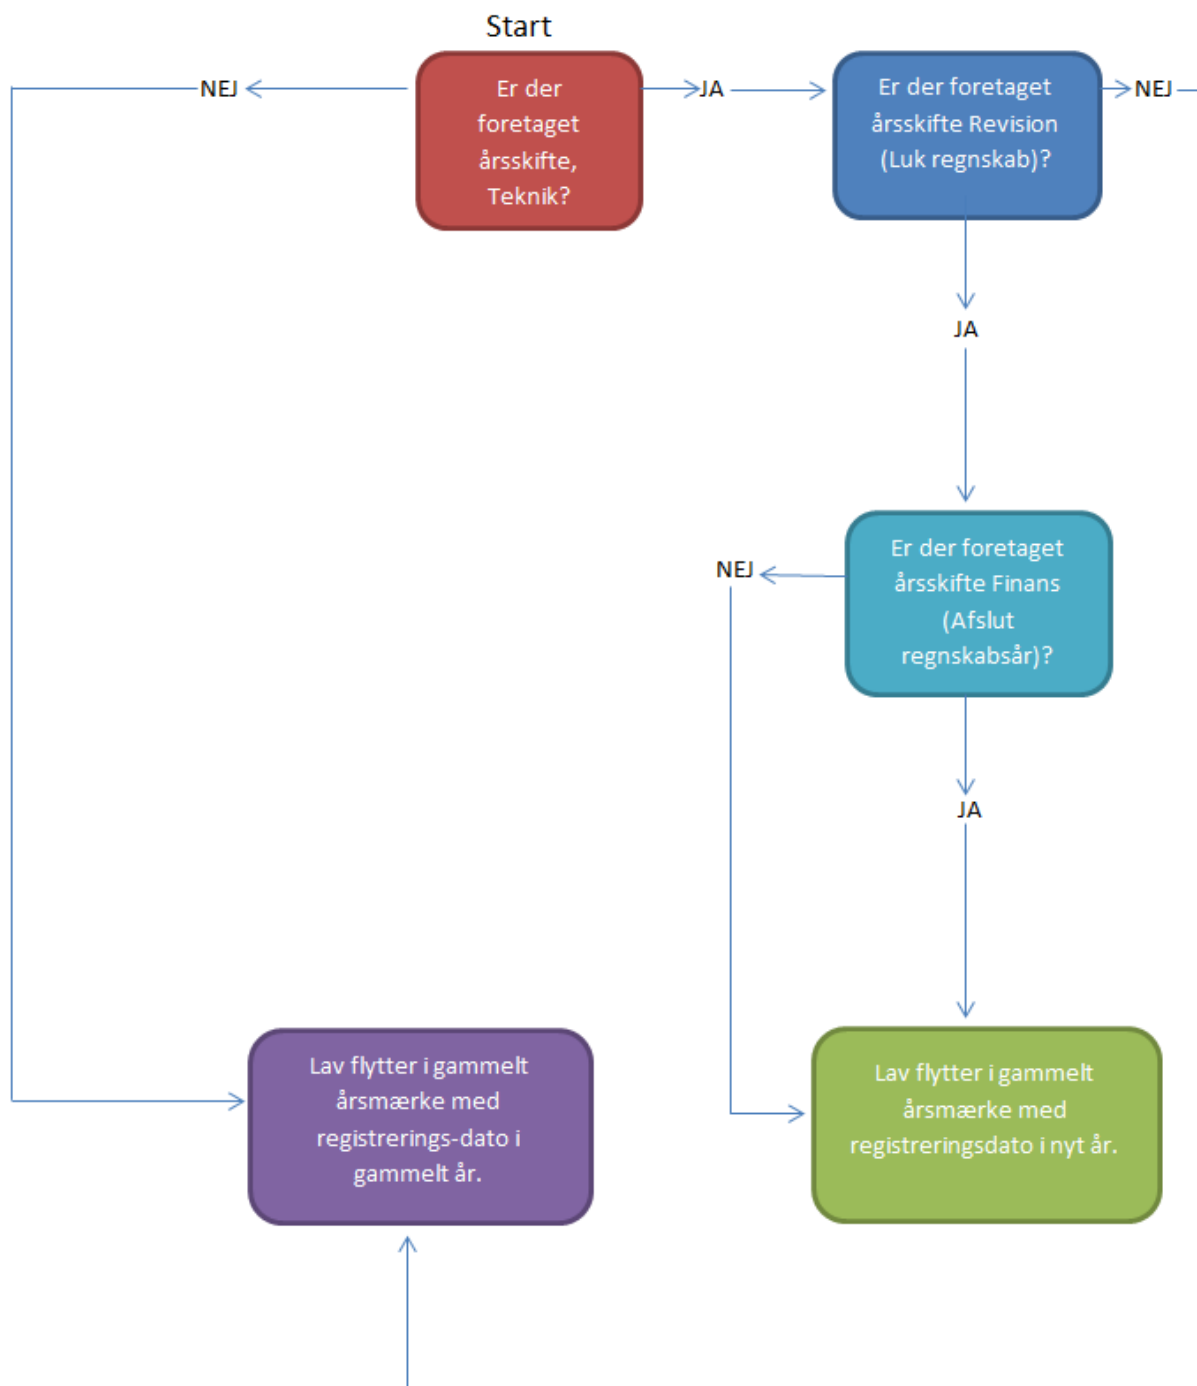 Start
NEJ
Er der
foretaget
årsskifte,
Teknik?
JA
Er der foretaget
årsskifte Revision
(Luk regnskab)?
NEJ
JA
NEJ
Er der foretaget
årsskifte Finans
(Afslut
regnskabsår)?
JA
Lav flytter i gammelt
årsmærke med
registrerings-dato i
gammelt år.
Lav flytter i gammelt
årsmærke med
registreringsdato i nyt år.